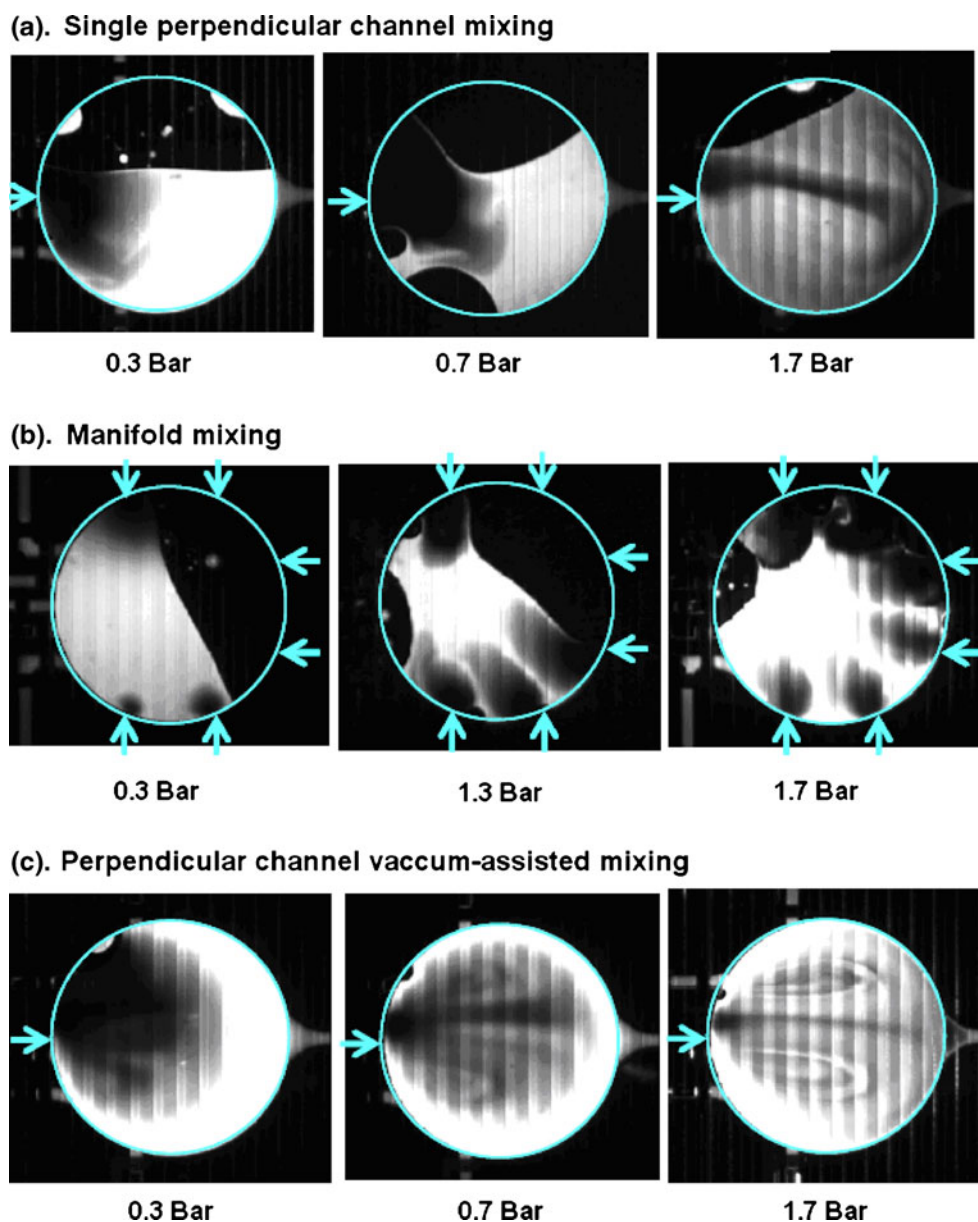 (a). Single perpendicular channel mixing
0.3 Bar 0.7 Bar 1.7 Bar
(b). Manifold mixing
0.3 Bar 1.3 Bar 1.7 Bar
(c). Perpendicular channel vaccum-assisted mixing
0.3 Bar 0.7 Bar 1.7 Bar